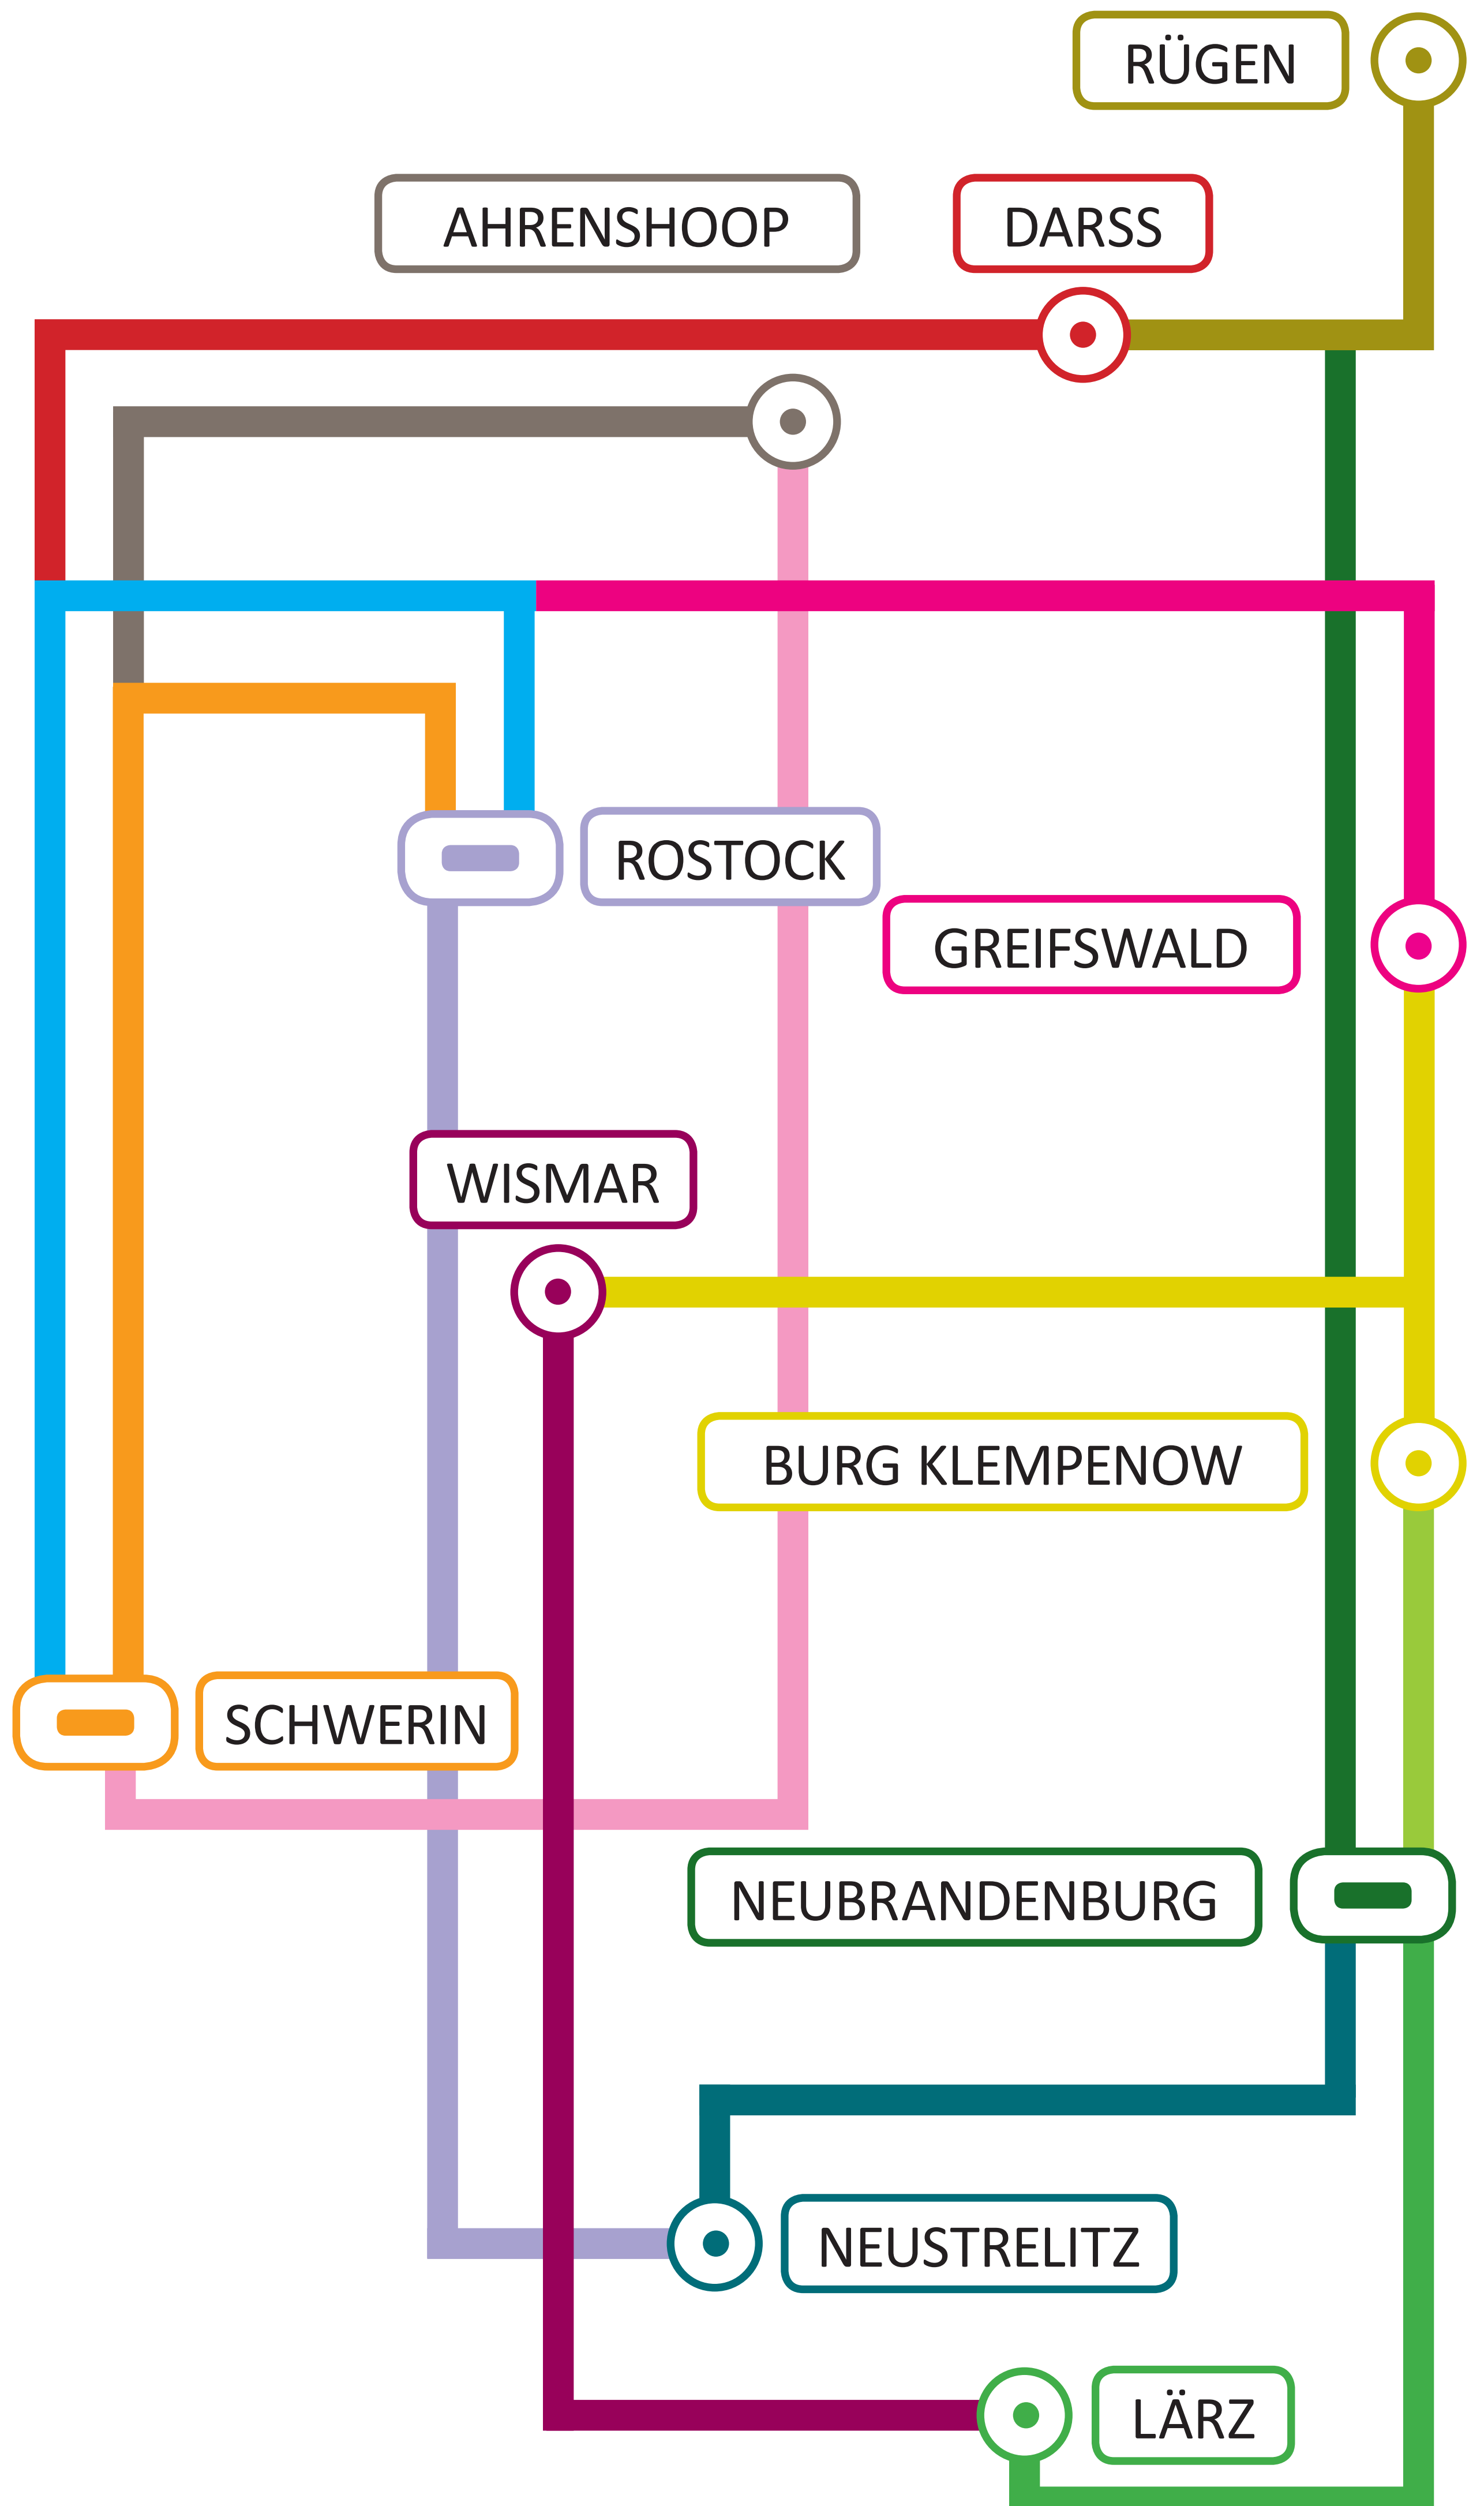 RÜGEN
AHRENSHOOP
DARSS
ROSTOCK
GREIFSWALD
WISMAR
BURG KLEMPENOW
SCHWERIN
NEUBRANDENBURG
NEUSTRELITZ
LÄRZ